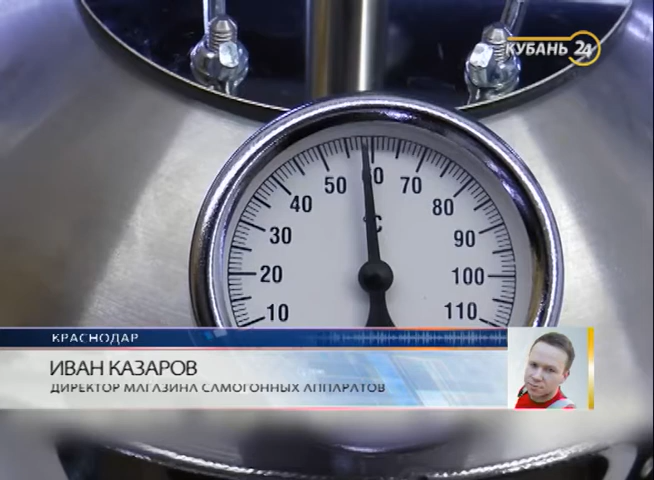 КУБАНЬ 24
50 60 70
40 80
°C
30 90
20 100
10 110
КРАСНОДАР
ИВАН КАЗАРОВ
ДИРЕКТОР МАГАЗИНА САМОГОННЫХ АППАРАТОВ